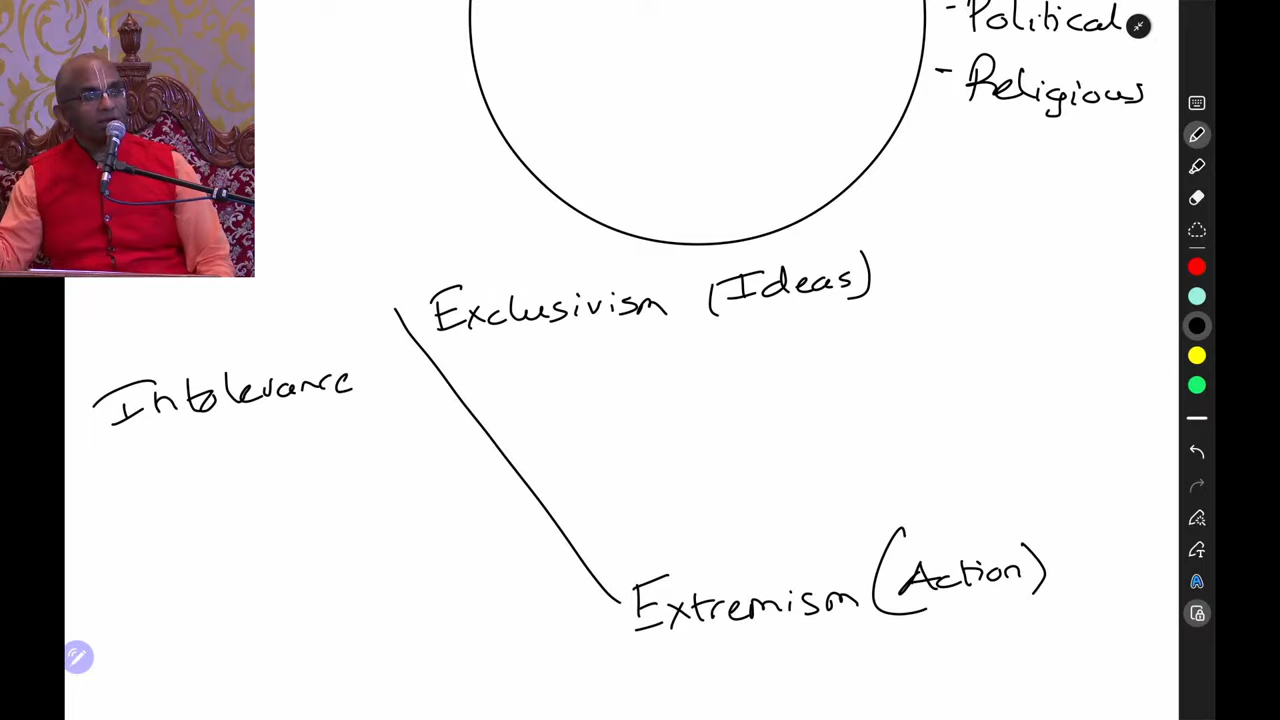 - Political
- Religious
Exclusivism (Ideas)
Intolerance
Extremism (Action)